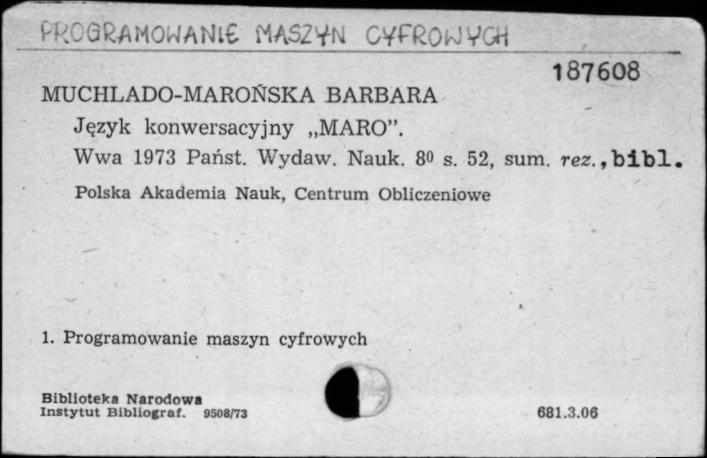 PROGRAMOWANIE MASZYN CYFROWYCH
187608
MUCHLADO-MAROŃSKA BARBARA
Język konwersacyjny „MARO”.
Wwa 1973 Państ. Wydaw. Nauk. 8⁰ s. 52, sum. rez., bibl.
Polska Akademia Nauk, Centrum Obliczeniowe
1. Programowanie maszyn cyfrowych
Biblioteka Narodowa
Instytut Bibliograf. 9508/73
681.3.06